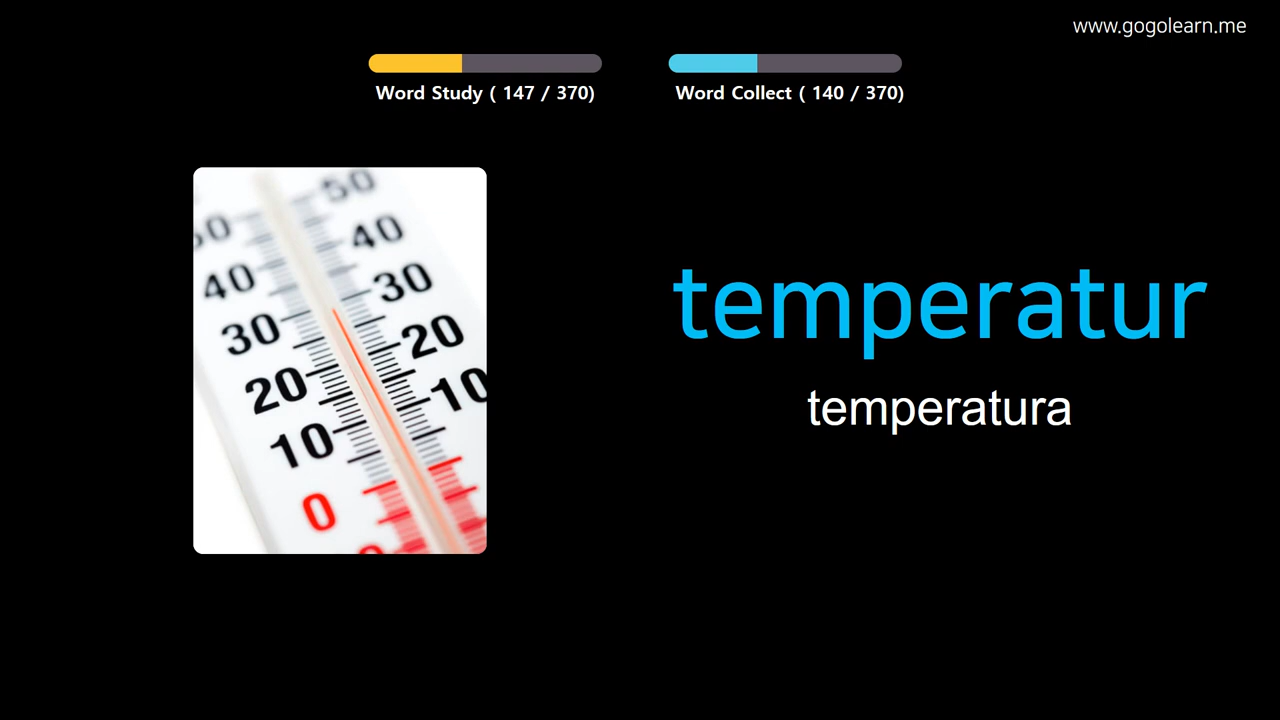 www.gogolearn.me
Word Study ( 147 / 370)
Word Collect ( 140 / 370)
50
40
40
30
30
20
20
10
10
0
temperatur
temperatura